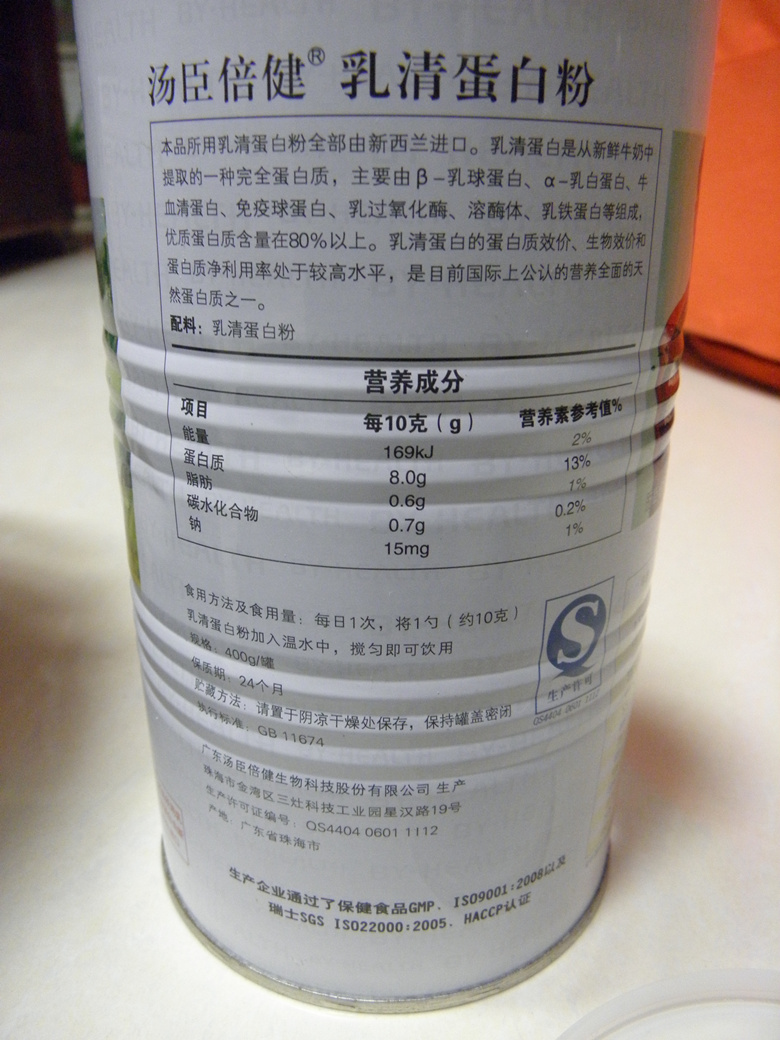 汤臣倍健® 乳清蛋白粉
本品所用乳清蛋白粉全部由新西兰进口。乳清蛋白是从新鲜牛奶中
提取的一种完全蛋白质，主要由β-乳球蛋白、α-乳白蛋白、牛
血清蛋白、免疫球蛋白、乳过氧化酶、溶酶体、乳铁蛋白等组成，
优质蛋白质含量在80%以上。乳清蛋白的蛋白质效价、生物效价和
蛋白质净利用率处于较高水平，是目前国际上公认的营养全面的天
然蛋白质之一。
配料：乳清蛋白粉
营养成分
项目 每10克（g） 营养素参考值%
能量 169kJ 2%
蛋白质 8.0g 13%
脂肪 0.6g 1%
碳水化合物 0.7g 0.2%
钠 15mg 1%
食用方法及食用量：每日1次，将1勺（约10克）
乳清蛋白粉加入温水中，搅匀即可饮用
规格：400g/罐
保质期：24个月
贮藏方法：请置于阴凉干燥处保存，保持罐盖密闭
执行标准：GB 11674
生产许可
QS4404 0601 1112
广东汤臣倍健生物科技股份有限公司 生产
珠海市金湾区三灶科技工业园星汉路19号
生产许可证编号：QS4404 0601 1112
产地：广东省珠海市
生产企业通过了保健食品GMP、ISO9001:2008以及
瑞士SGS ISO22000:2005、HACCP认证